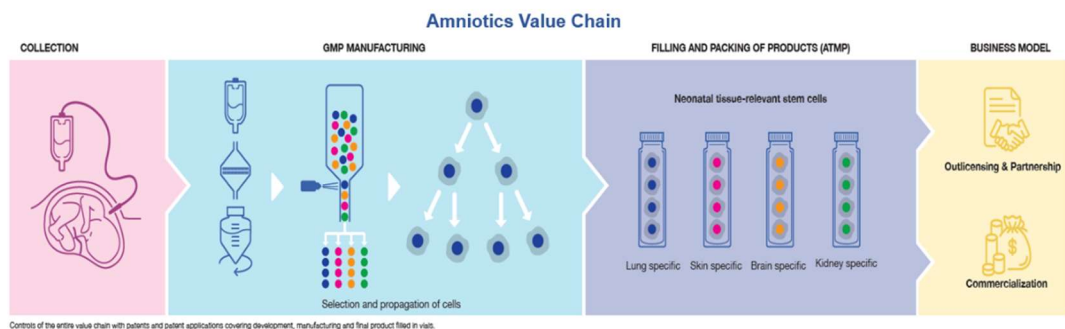 Amniotics Value Chain
COLLECTION
GMP MANUFACTURING
FILLING AND PACKING OF PRODUCTS (ATMP)
BUSINESS MODEL
Neonatal tissue-relevant stem cells
Outlicensing & Partnership
Lung specific
Skin specific
Brain specific
Kidney specific
$
Commercialization
Selection and propagation of cells
Controls of the entire value chain with patents and patent applications covering development, manufacturing and final product filled in vials.